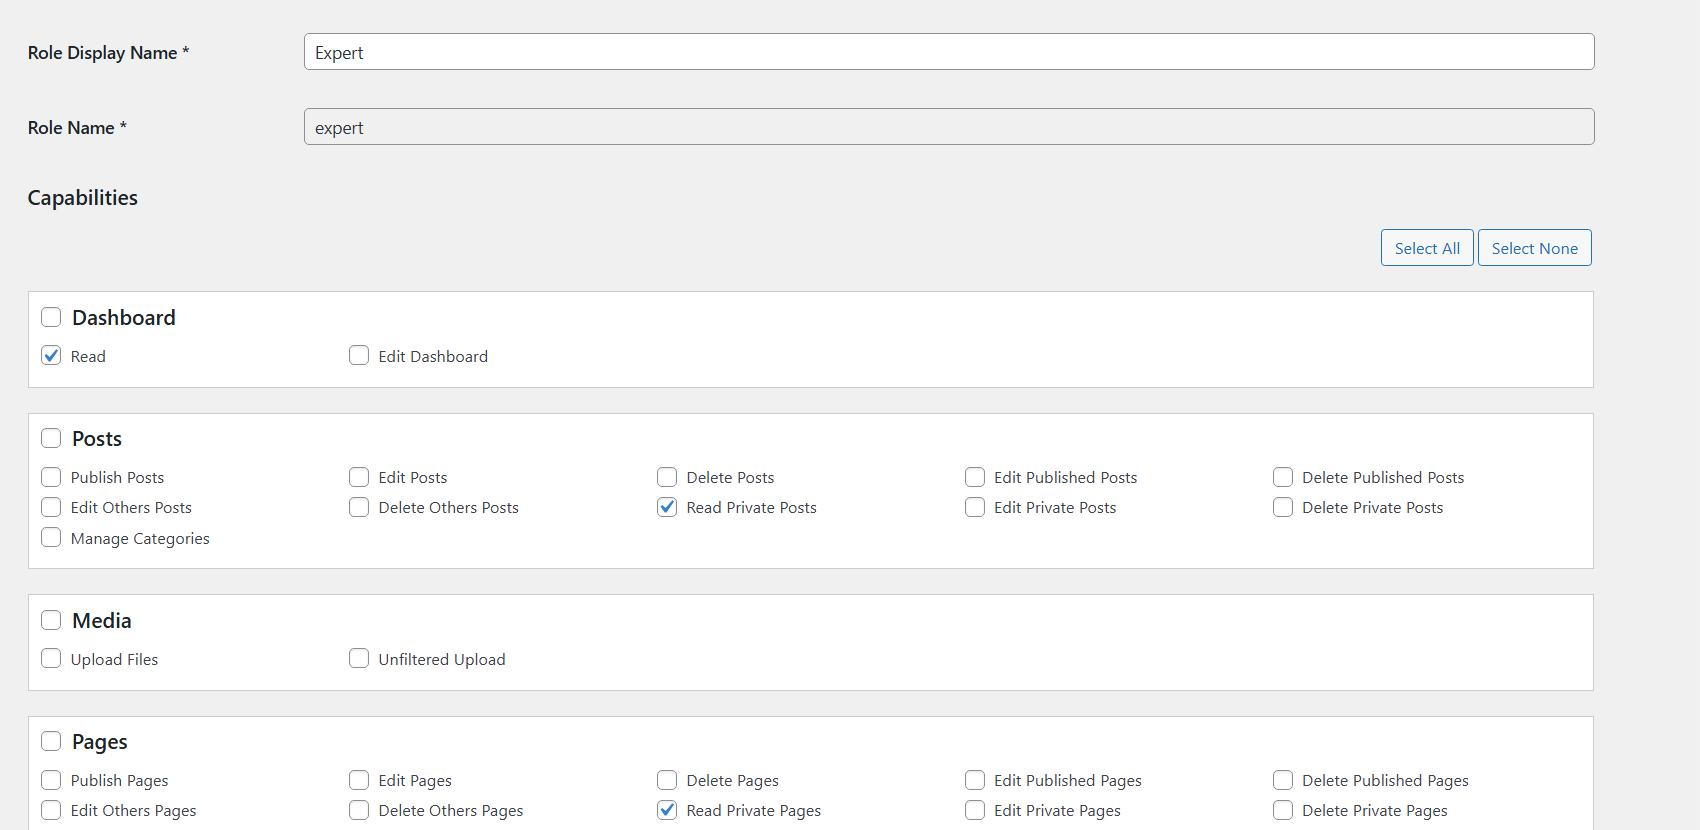 Role Display Name * Expert
Role Name * expert
Capabilities
Select All Select None
Dashboard
Read Edit Dashboard
Posts
Publish Posts Edit Posts Delete Posts Edit Published Posts Delete Published Posts
Edit Others Posts Delete Others Posts Read Private Posts Edit Private Posts Delete Private Posts
Manage Categories
Media
Upload Files Unfiltered Upload
Pages
Publish Pages Edit Pages Delete Pages Edit Published Pages Delete Published Pages
Edit Others Pages Delete Others Pages Read Private Pages Edit Private Pages Delete Private Pages